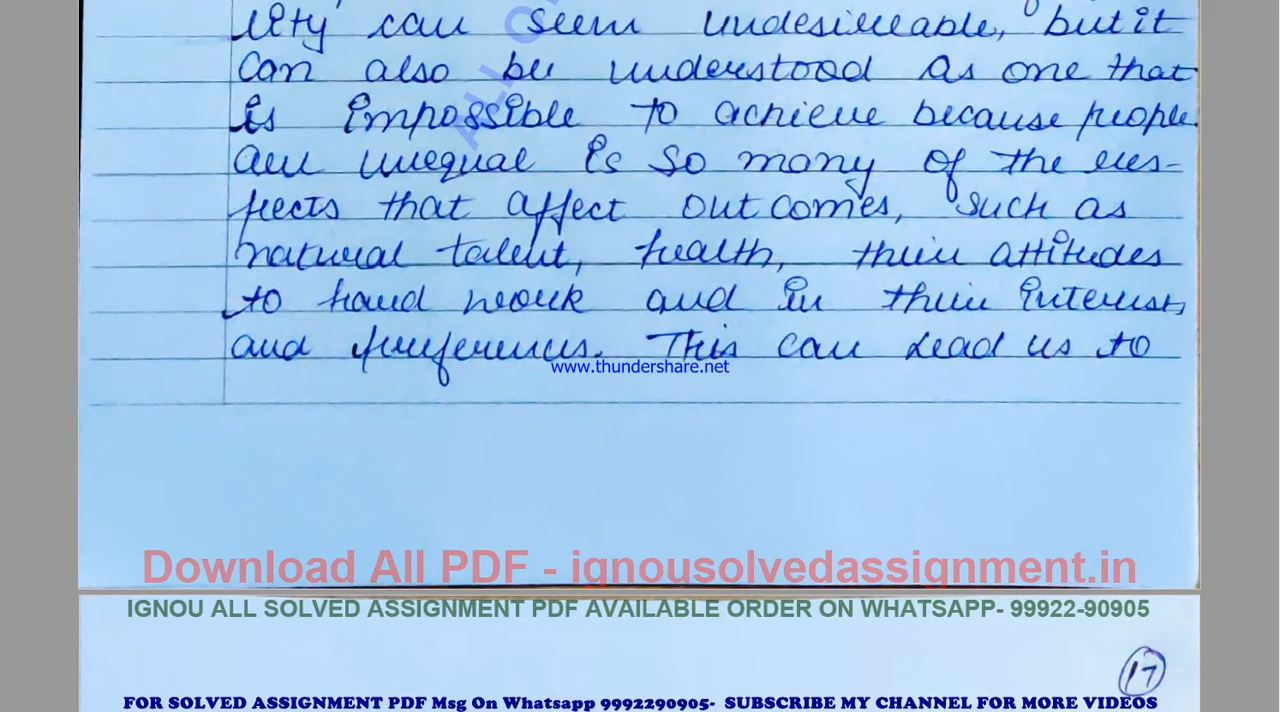 iety can seem undesireable, but it
can also be understood as one that
is impossible to achieve because people
are unequal is so many of the res-
pects that affect outcomes, such as
natural talent, health, their attitudes
to hard work and in their interests
and preferences. This can lead us to
www.thundershare.net
Download All PDF - ignousolvedassignment.in
IGNOU ALL SOLVED ASSIGNMENT PDF AVAILABLE ORDER ON WHATSAPP- 99922-90905
17
FOR SOLVED ASSIGNMENT PDF Msg On Whatsapp 9992290905- SUBSCRIBE MY CHANNEL FOR MORE VIDEOS